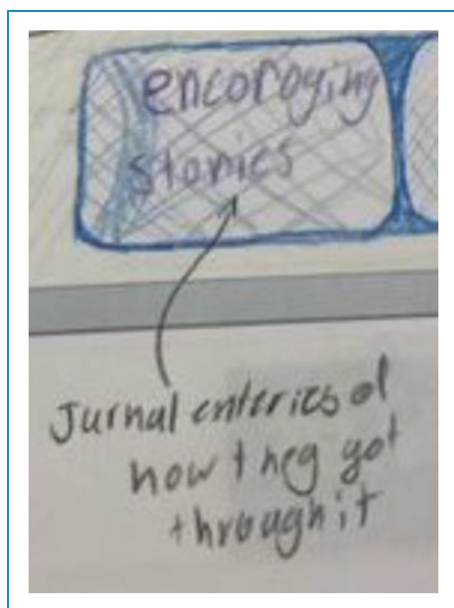 encoroging
stories
Jurnal enteries of
how they got
through it